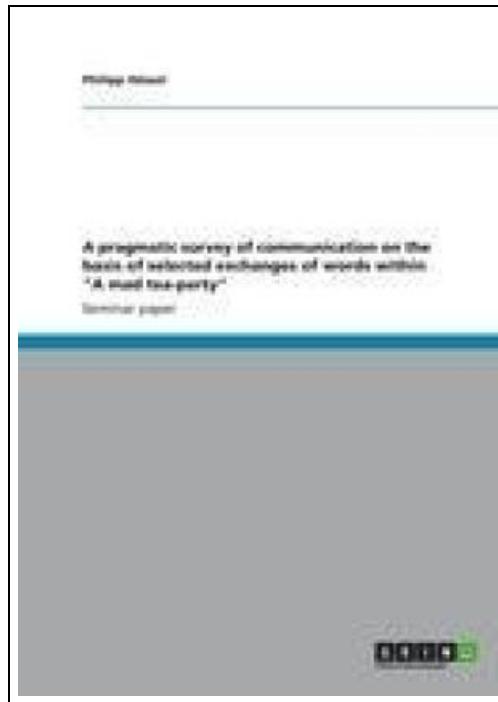 Philipp
A pragmatic survey of communication on the
basis of selected exchanges of words within
"A mad tea-party"
Seminar paper
GRIN